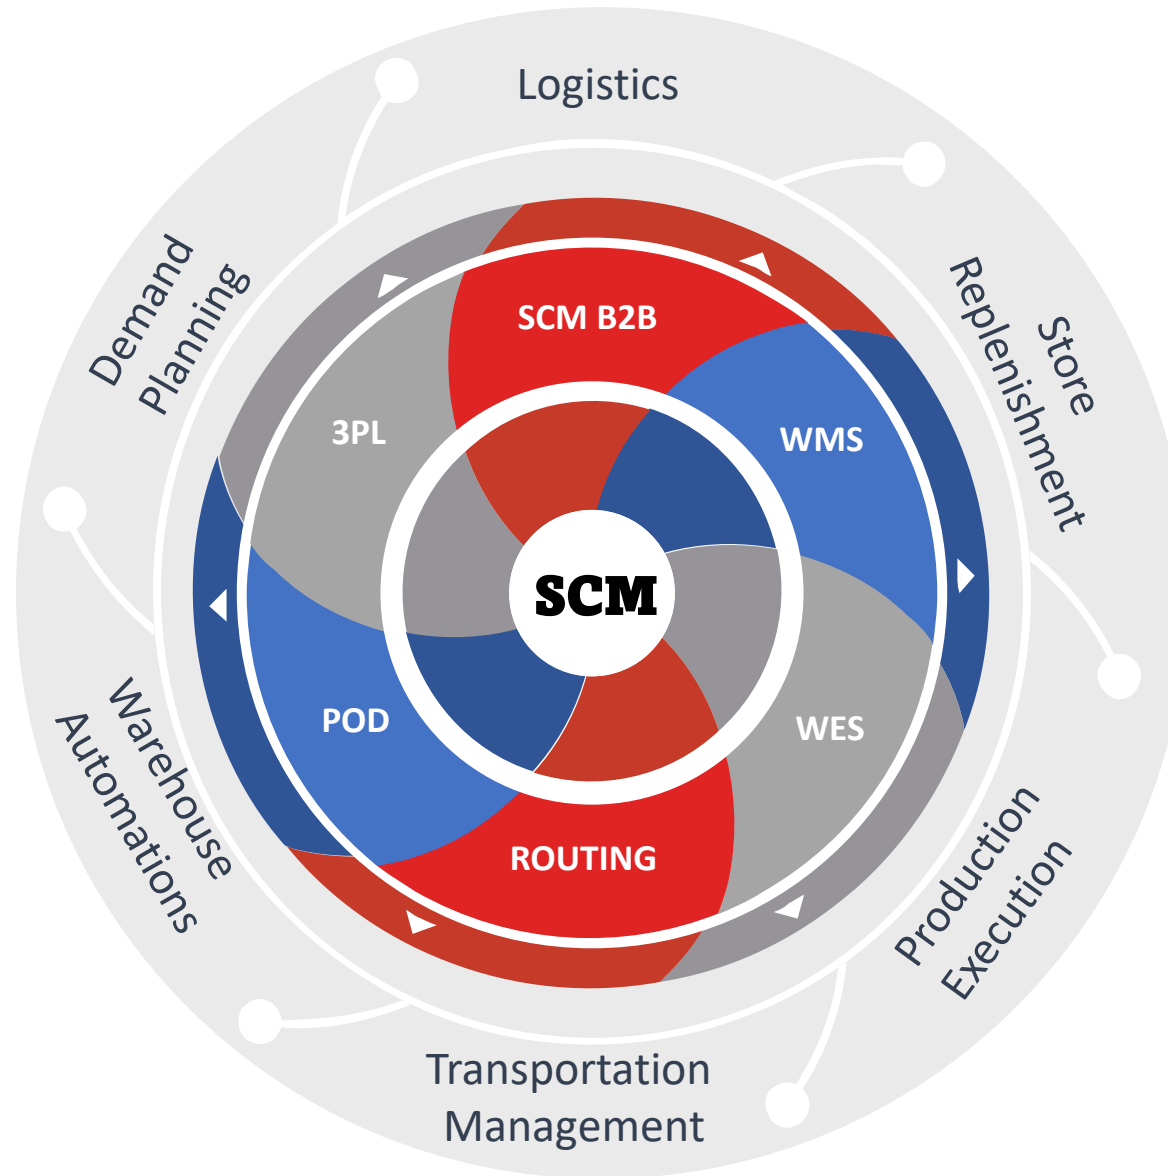 Logistics
Store
Replenishment
Production
Execution
Transportation
Management
Warehouse
Automations
Demand
Planning
SCM B2B
WMS
WES
ROUTING
POD
3PL
SCM